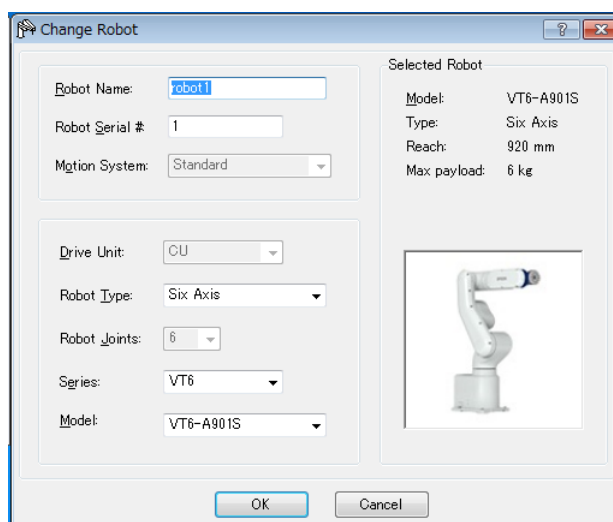 Change Robot
Robot Name: robot1
Robot Serial # 1
Motion System: Standard
Drive Unit: CU
Robot Type: Six Axis
Robot Joints: 6
Series: VT6
Model: VT6-A901S
Selected Robot
Model: VT6-A901S
Type: Six Axis
Reach: 920 mm
Max payload: 6 kg
OK
Cancel